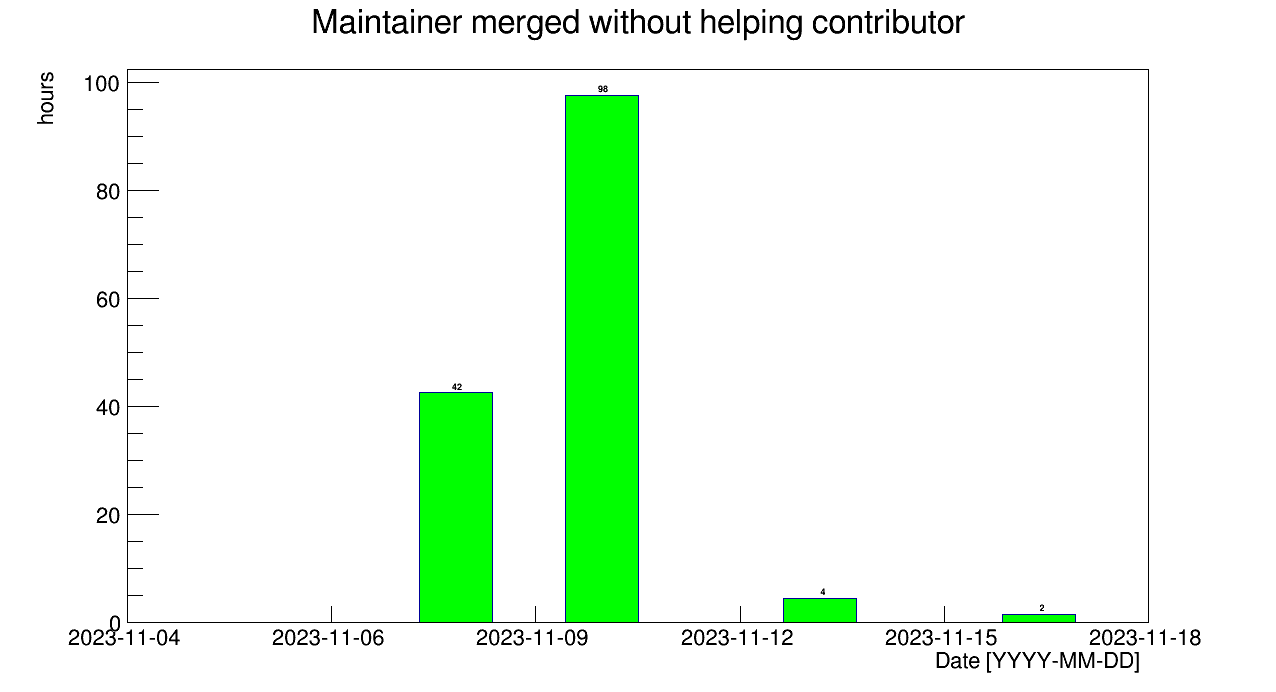 Maintainer merged without helping contributor
hours
100
80
60
40
20
0
98
42
4
2
2023-11-04 2023-11-06 2023-11-09 2023-11-12 2023-11-15 2023-11-18
Date [YYYY-MM-DD]